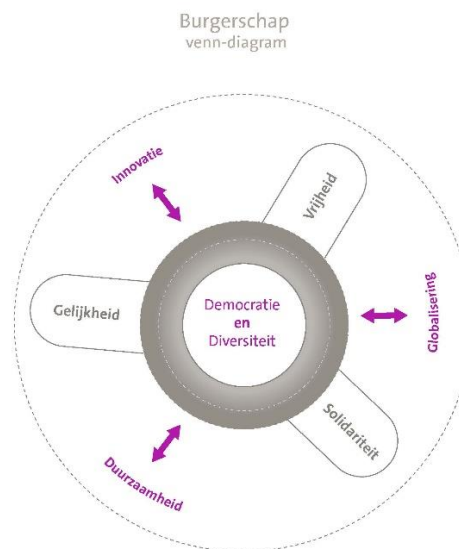 Burgerschap
venn-diagram
Innovatie
Vrijheid
Gelijkheid
Democratie
en
Diversiteit
Globalisering
Solidariteit
Duurzaamheid